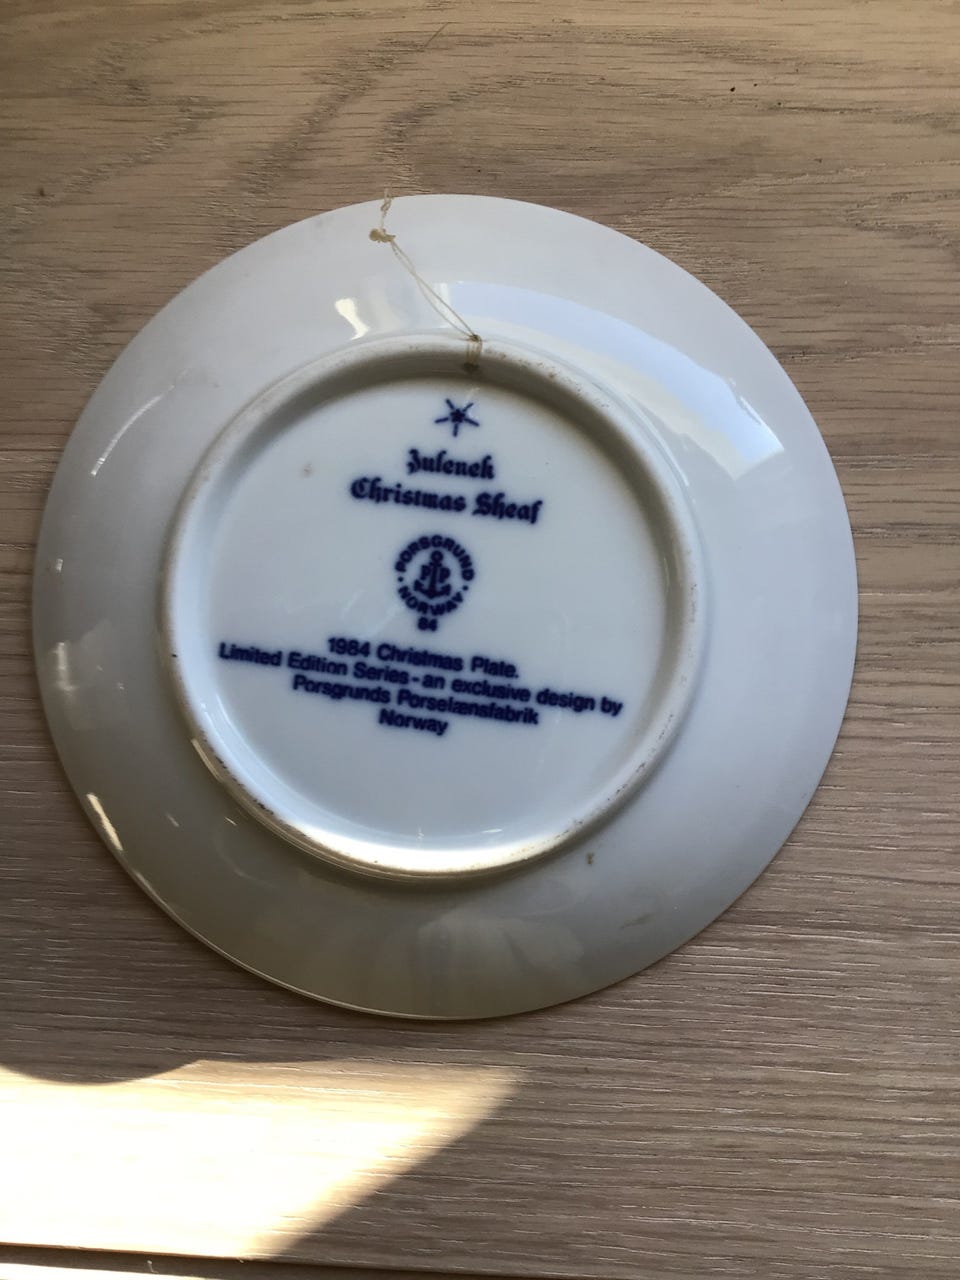 Julenek
Christmas Sheaf
PORSGRUND
PP
NORWAY
84
1984 Christmas Plate.
Limited Edition Series - an exclusive design by
Porsgrunds Porselænsfabrik
Norway